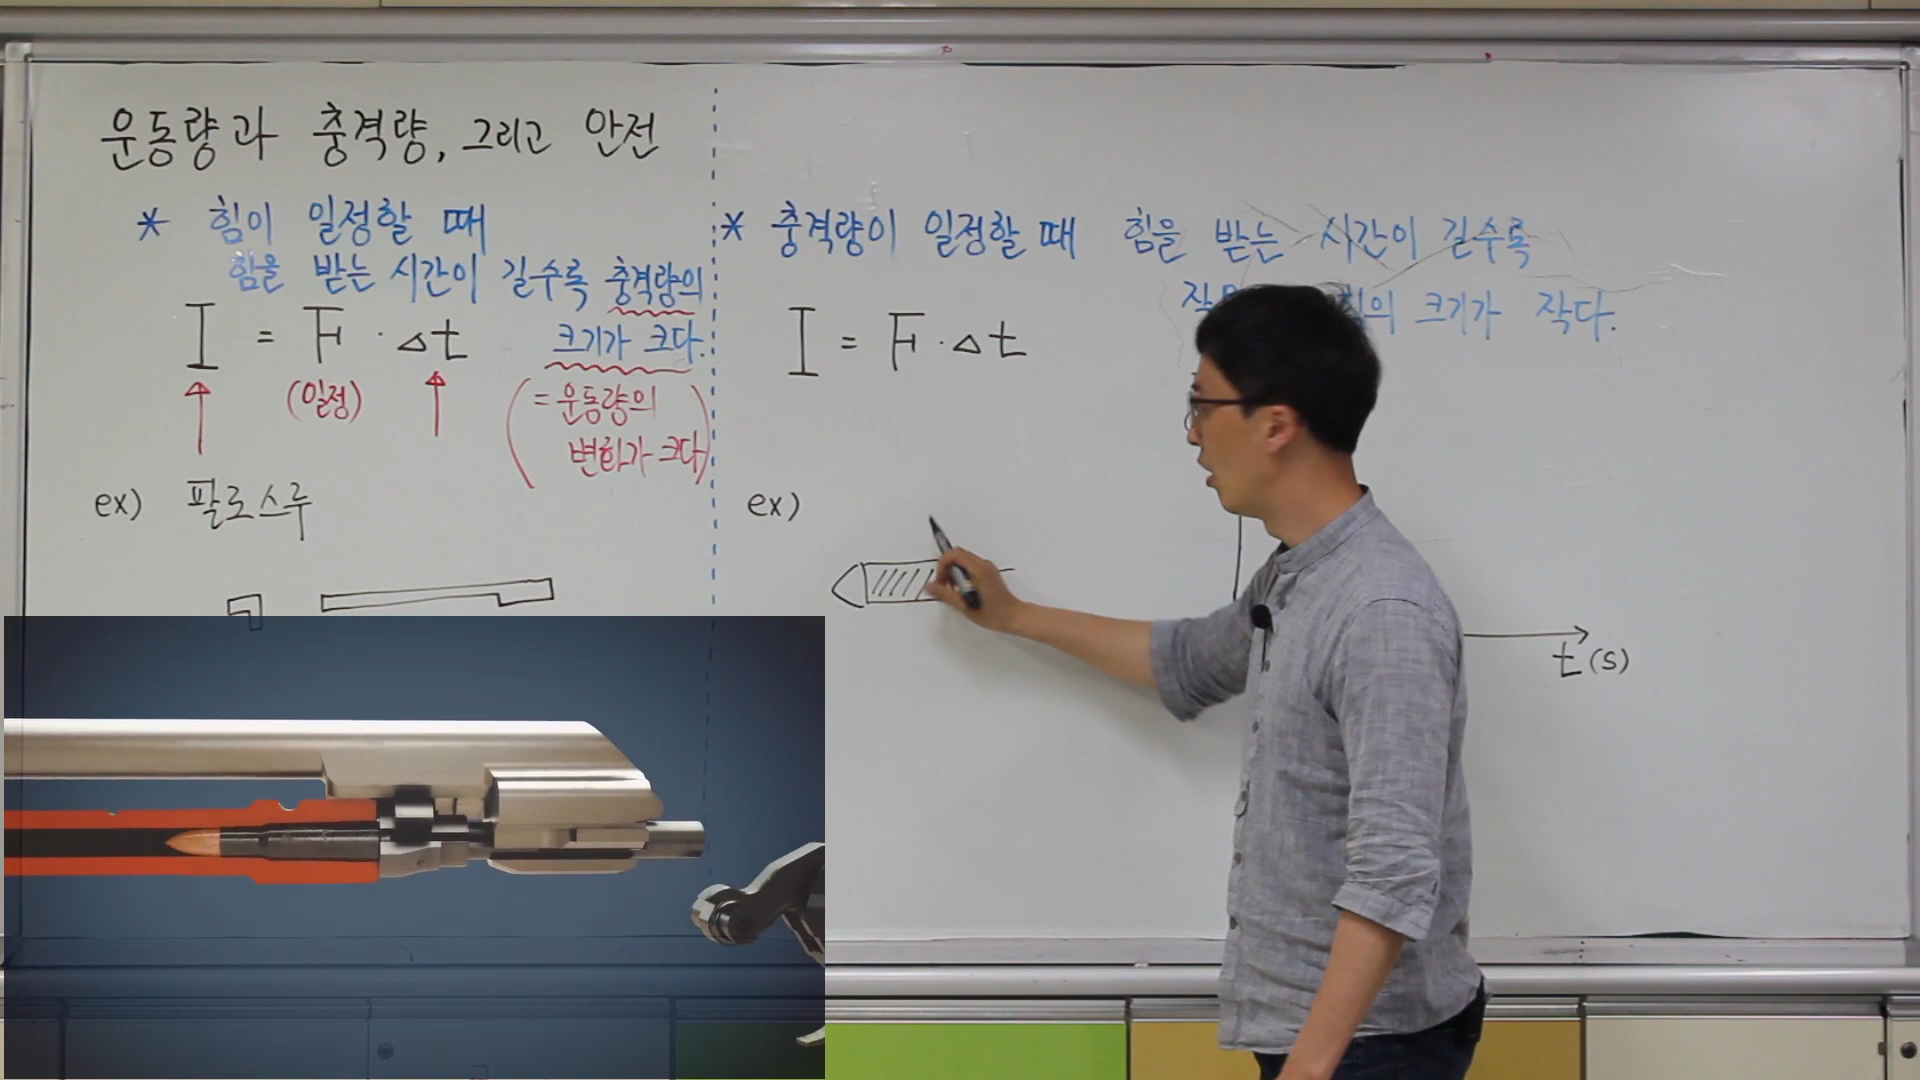 운동량과 충격량, 그리고 안전
* 힘이 일정할 때
힘을 받는 시간이 길수록 충격량의
크기가 크다.
I = F · Δt
(일정)
(= 운동량의
변화가 크다)
ex) 팔로스루
* 충격량이 일정할 때 힘을 받는 시간이 길수록
힘의 크기가 작다.
I = F · Δt
ex)
t(s)